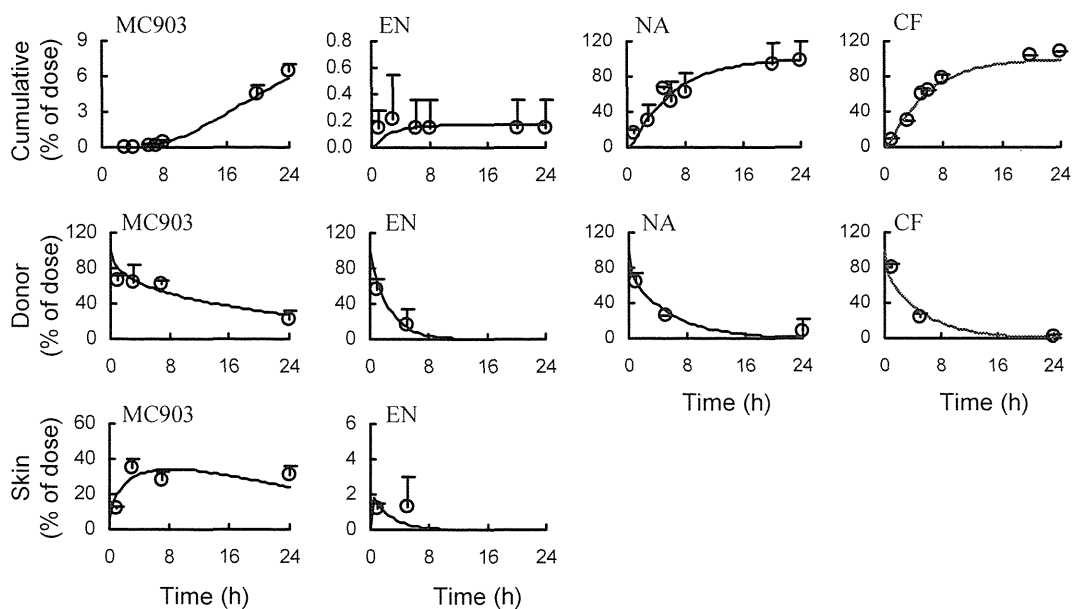 MC903 EN NA CF
Cumulative
(% of dose)
9 6 3 0
0 8 16 24
0.8 0.6 0.4 0.2 0.0
0 8 16 24
120 80 40 0
0 8 16 24
120 80 40 0
0 8 16 24
MC903 EN NA CF
Donor
(% of dose)
120 80 40 0
0 8 16 24
120 80 40 0
0 8 16 24
120 80 40 0
0 8 16 24
Time (h)
120 80 40 0
0 8 16 24
Time (h)
MC903 EN
Skin
(% of dose)
60 40 20 0
0 8 16 24
Time (h)
6 4 2 0
0 8 16 24
Time (h)